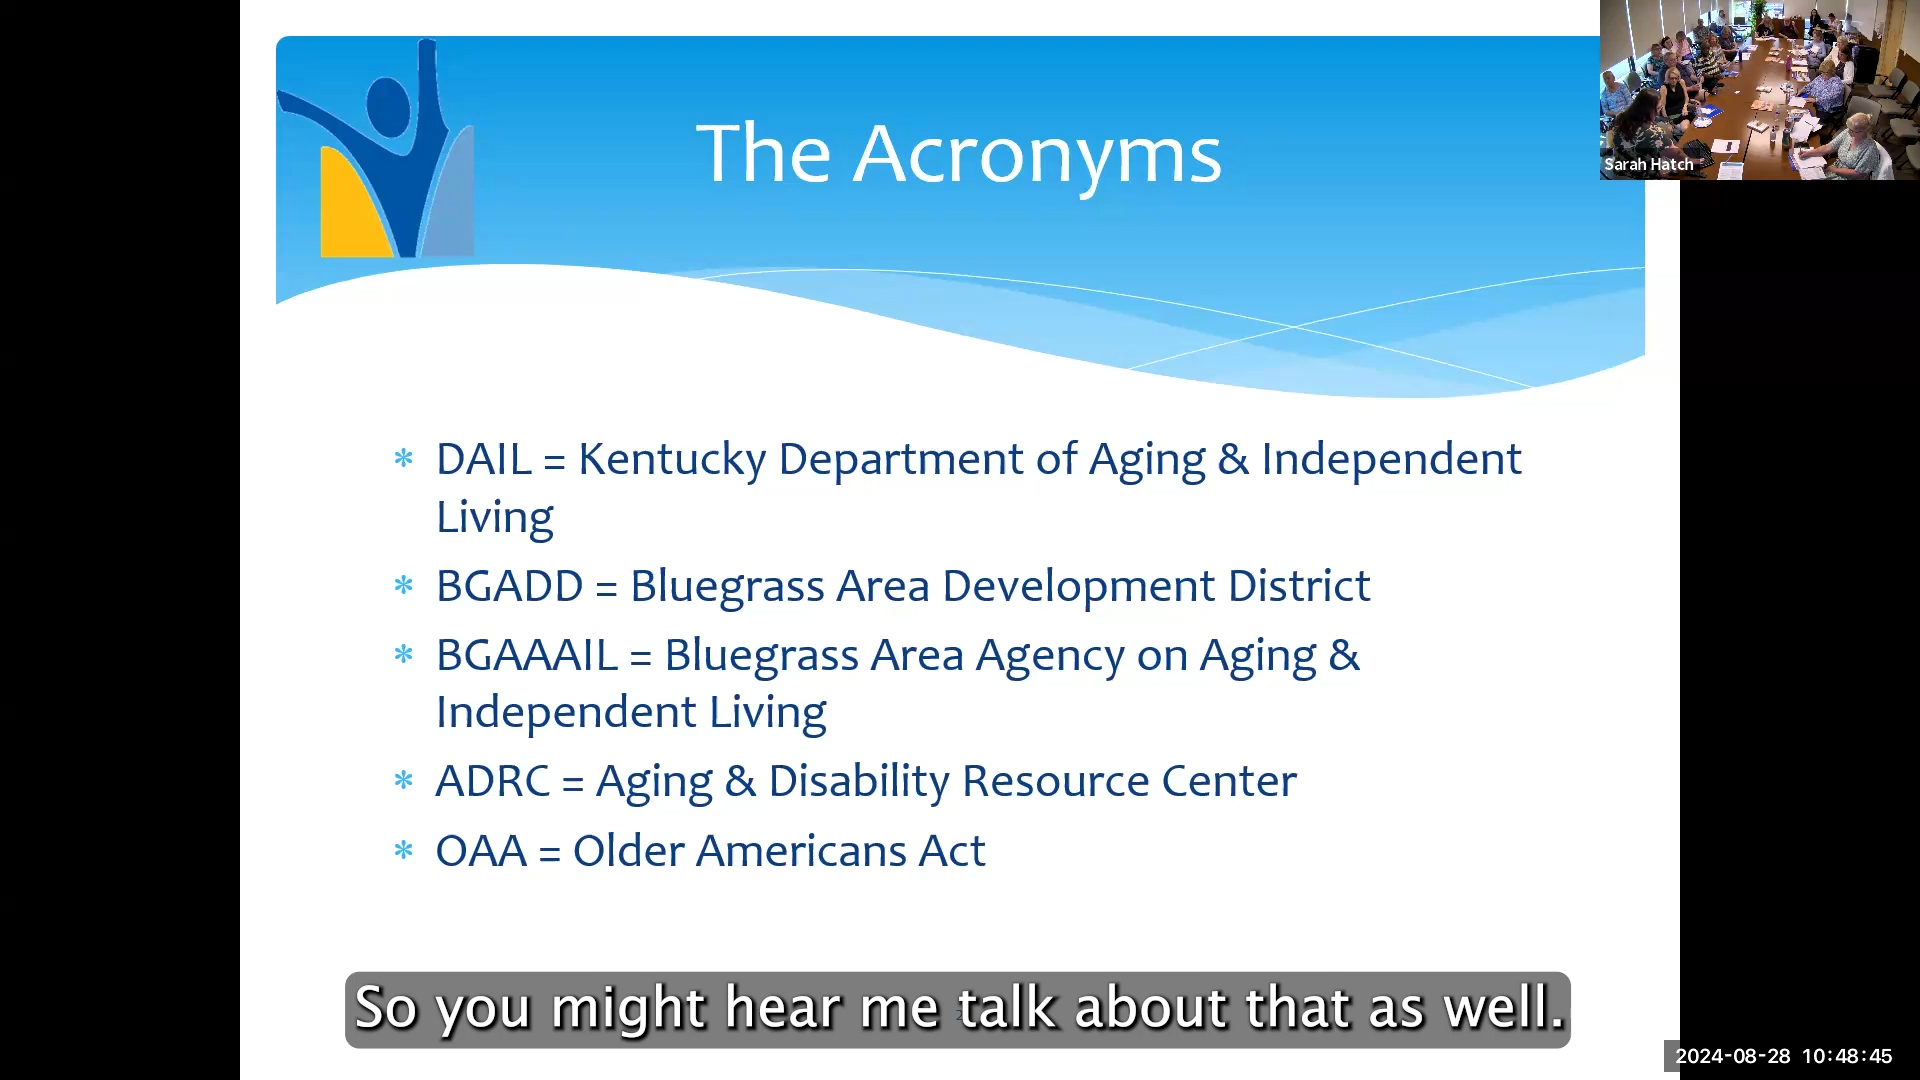 The Acronyms
Sarah Hatch
* DAIL = Kentucky Department of Aging & Independent
Living
* BGADD = Bluegrass Area Development District
* BGAAAIL = Bluegrass Area Agency on Aging &
Independent Living
* ADRC = Aging & Disability Resource Center
* OAA = Older Americans Act
So you might hear me talk about that as well.
2024-08-28 10:48:45